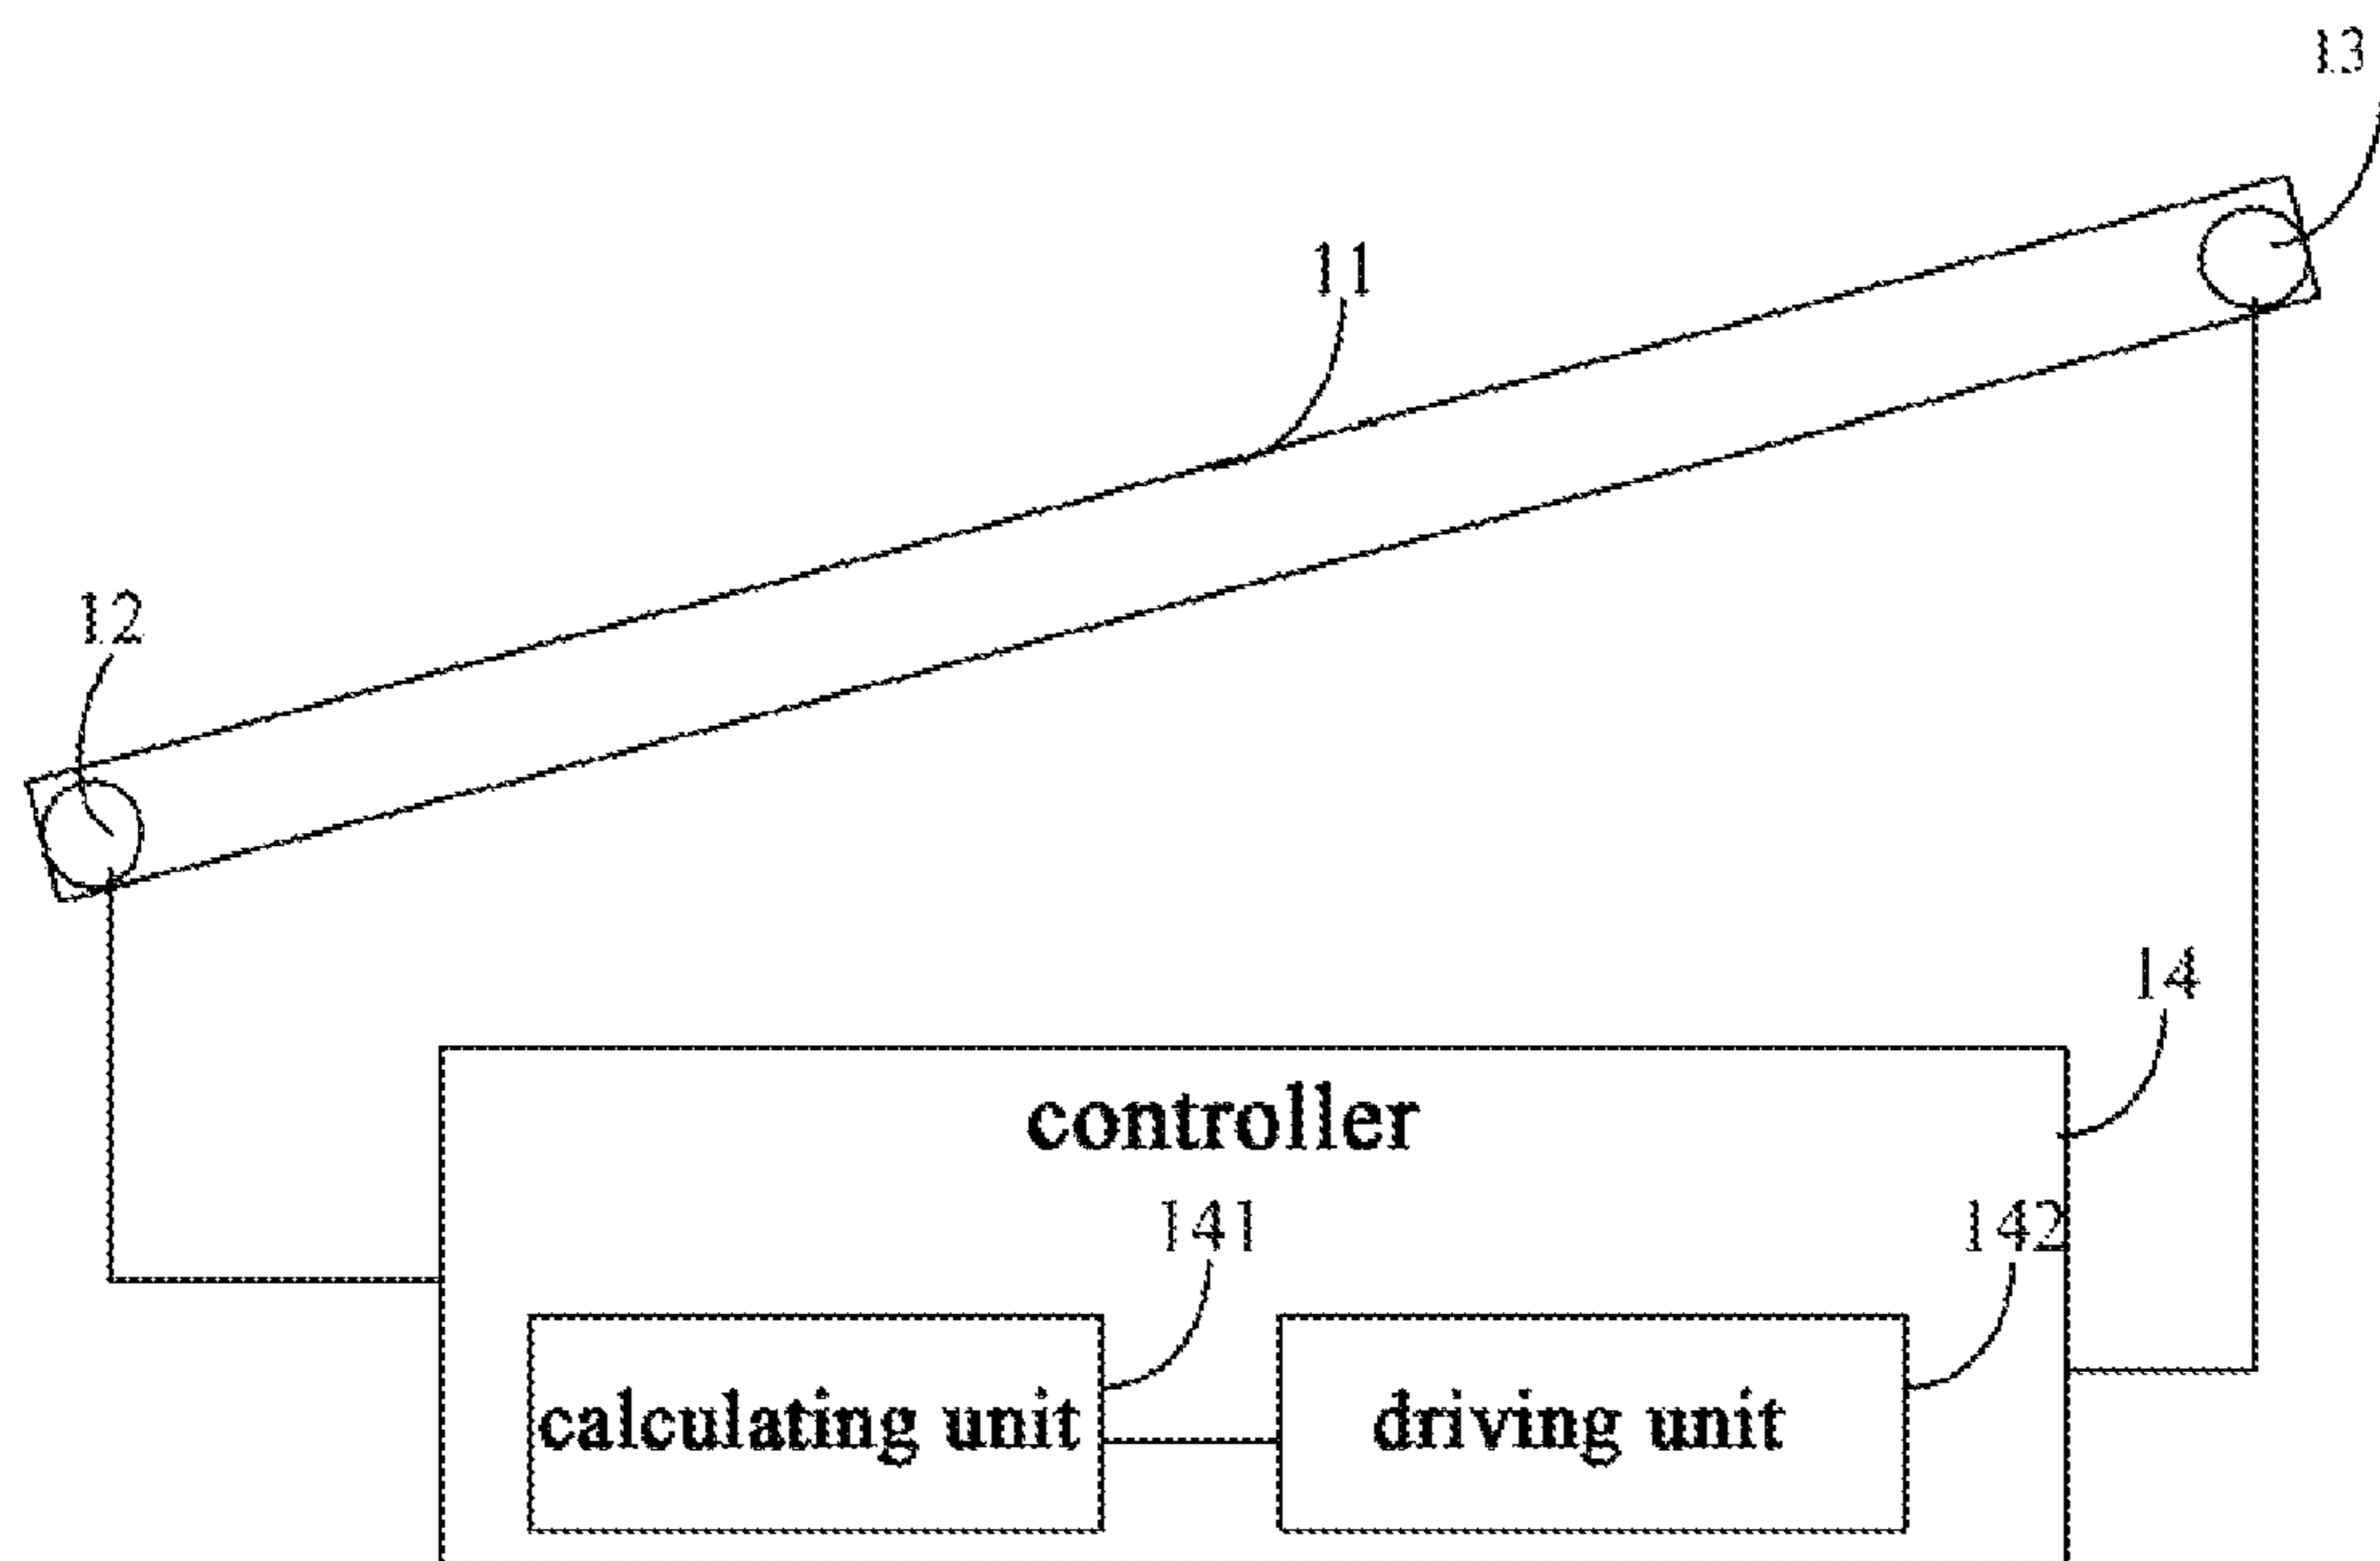 13
11
12
14
controller
141
142
calculating unit
driving unit